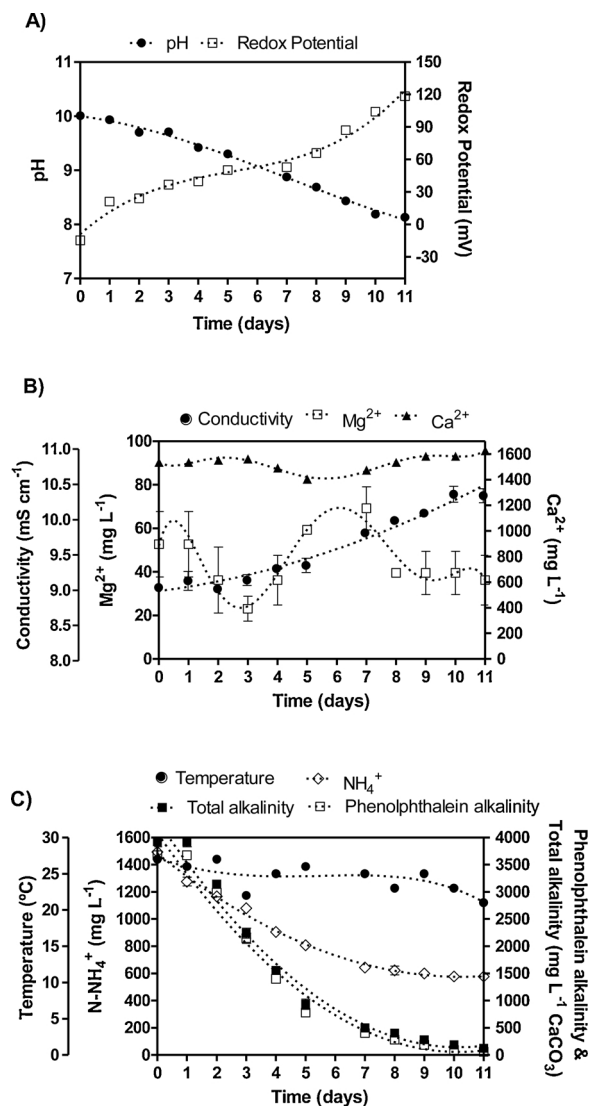 A)
pH Redox Potential
11
10
9
8
7
pH
150
120
90
60
30
0
-30
Redox Potential
(mV)
0 1 2 3 4 5 7 8 9 10 11
Time (days)
B)
Conductivity Mg²⁺ Ca²⁺
11.0
10.0
9.5
9.0
8.0
Conductivity (mS cm⁻¹)
100
80
60
40
20
0
Mg²⁺ (mg L⁻¹)
1600
1400
1200
1000
800
600
400
200
0
Ca²⁺
(mg L⁻¹)
0 1 2 3 4 5 7 8 9 10 11
Time (days)
C)
Temperature NH₄⁺
Total alkalinity Phenolphthalein alkalinity
30
25
20
15
10
5
0
Temperature (ºC)
1600
1400
1200
1000
800
600
400
200
0
N-NH₄⁺ (mg L⁻¹)
4000
3500
3000
2500
2000
1500
1000
500
0
Phenolphthalein alkalinity &
Total alkalinity (mg L⁻¹ CaCO₃)
0 1 2 3 4 5 7 8 9 10 11
Time (days)